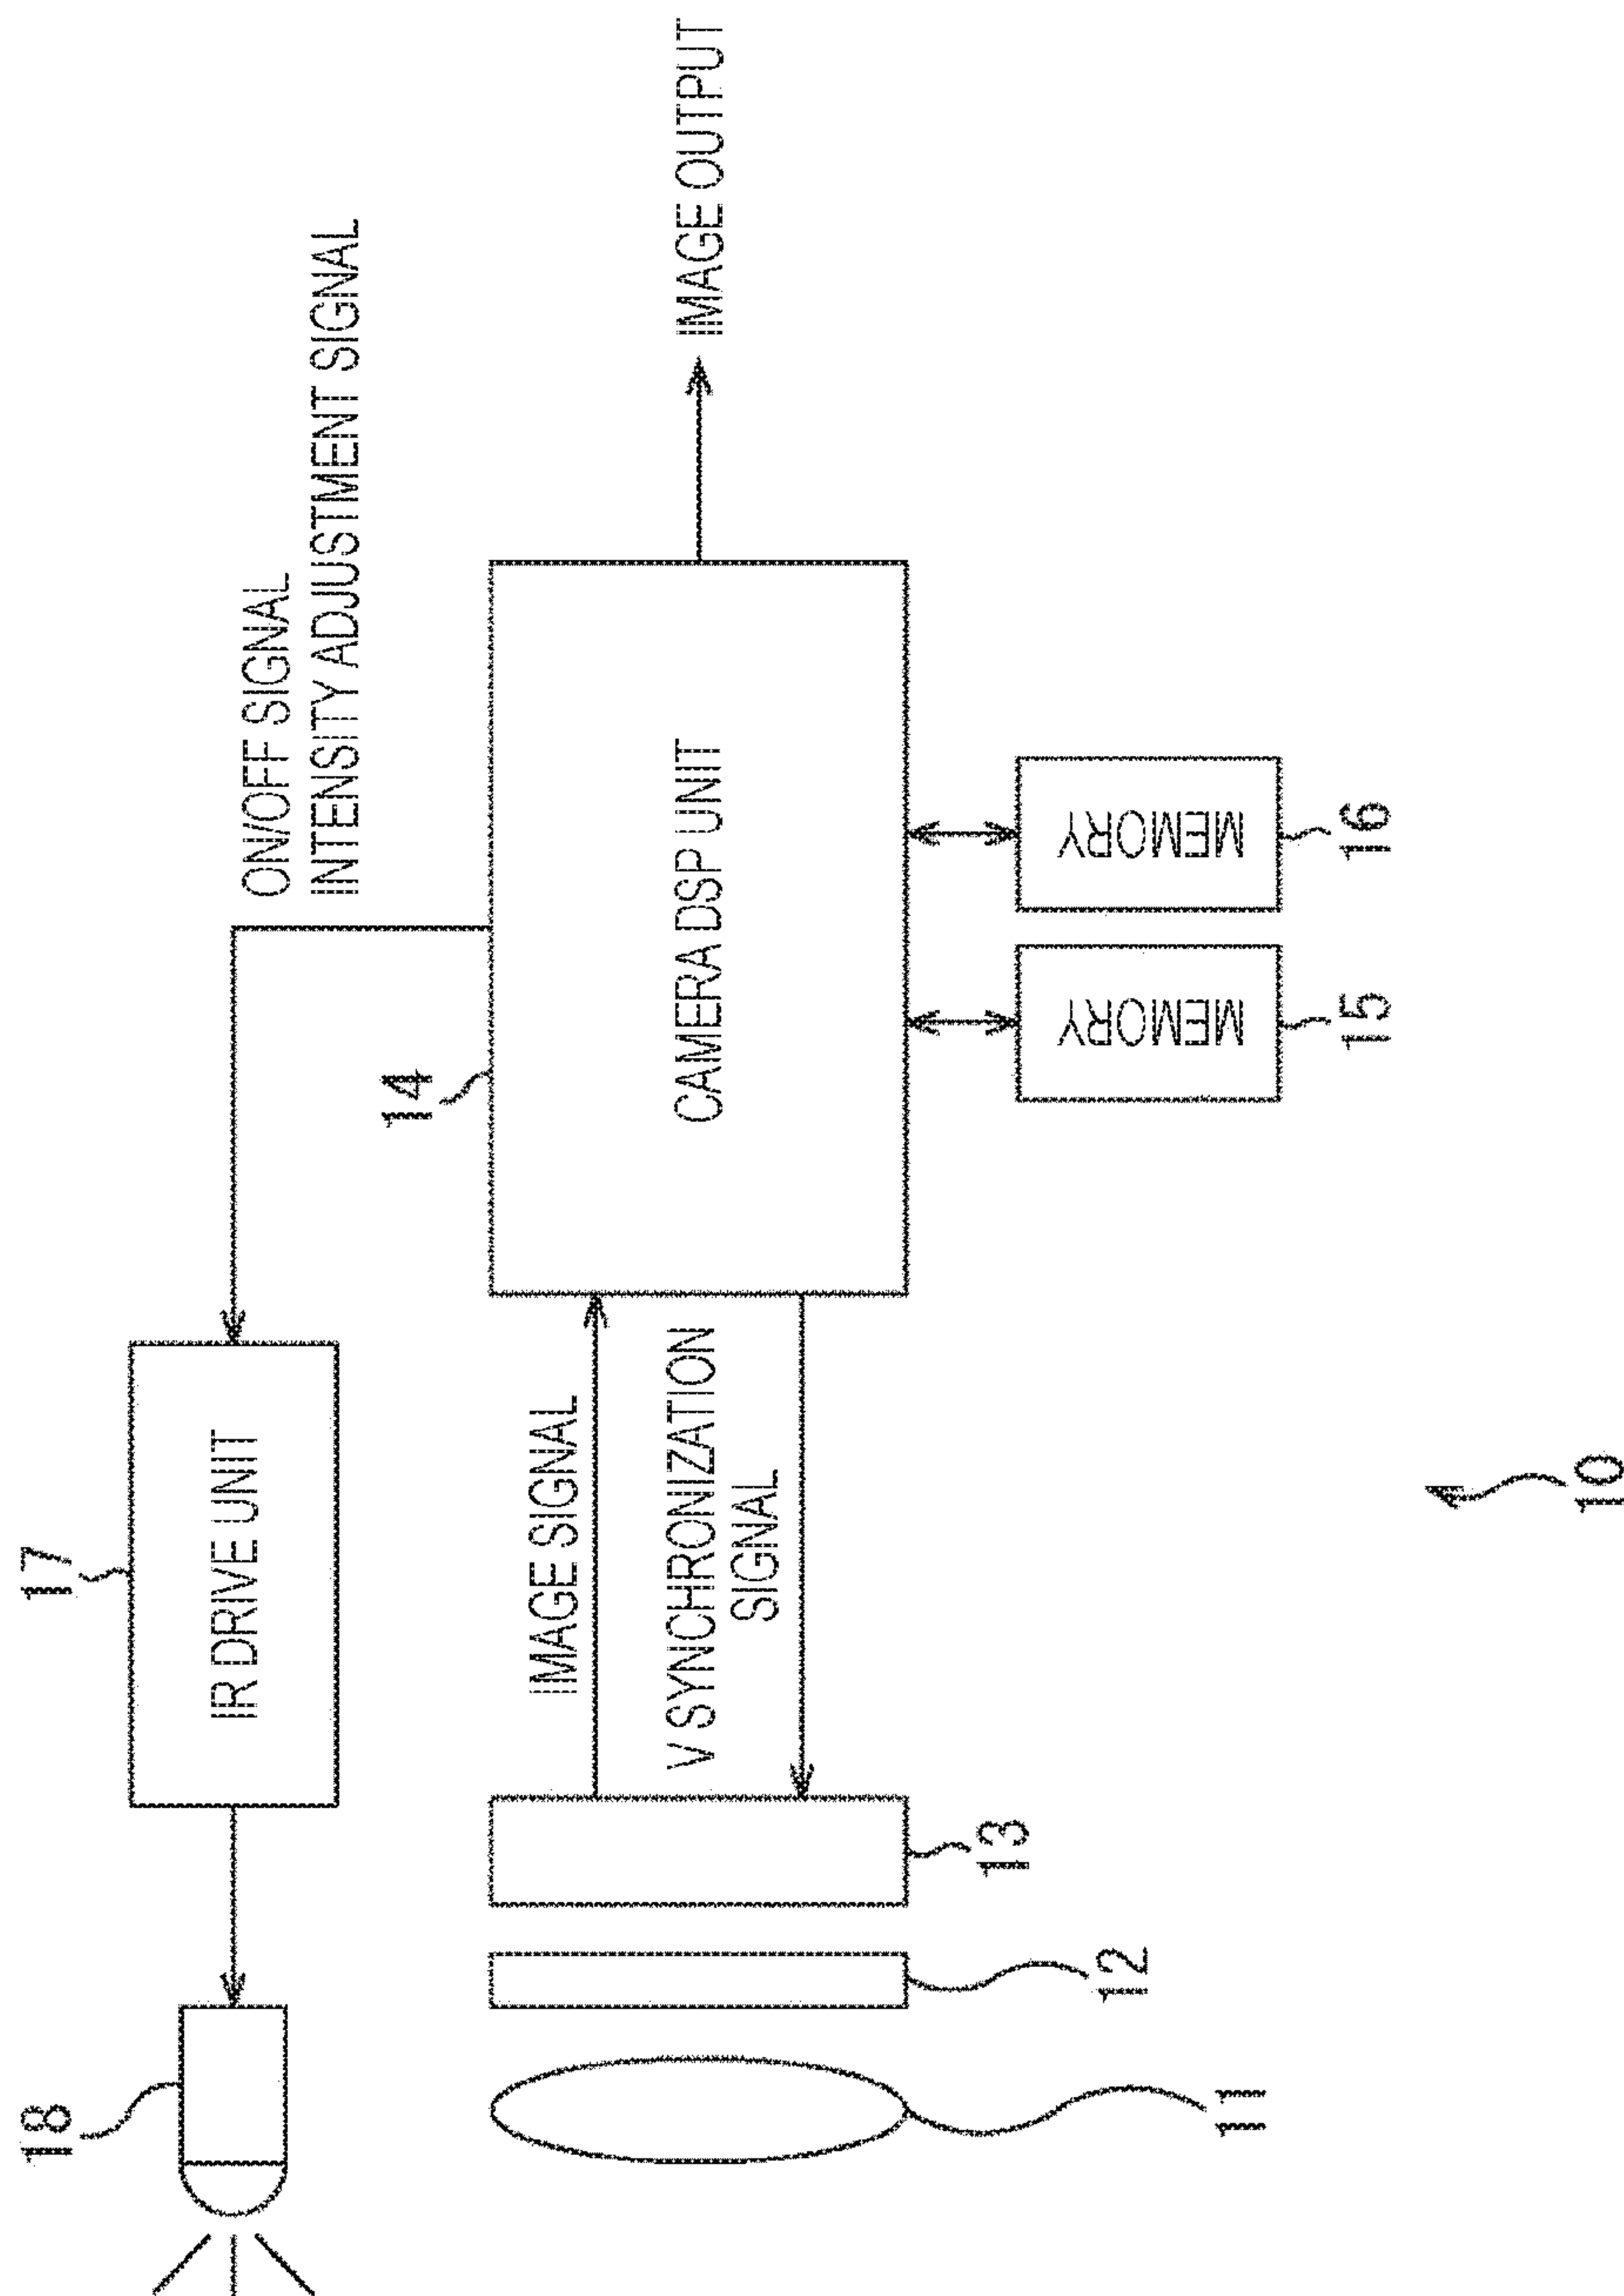 18
17
IR DRIVE UNIT
ON/OFF SIGNAL
INTENSITY ADJUSTMENT SIGNAL
14
IMAGE SIGNAL
V SYNCHRONIZATION
SIGNAL
CAMERA DSP UNIT
IMAGE OUTPUT
13
12
11
MEMORY
15
MEMORY
16
10